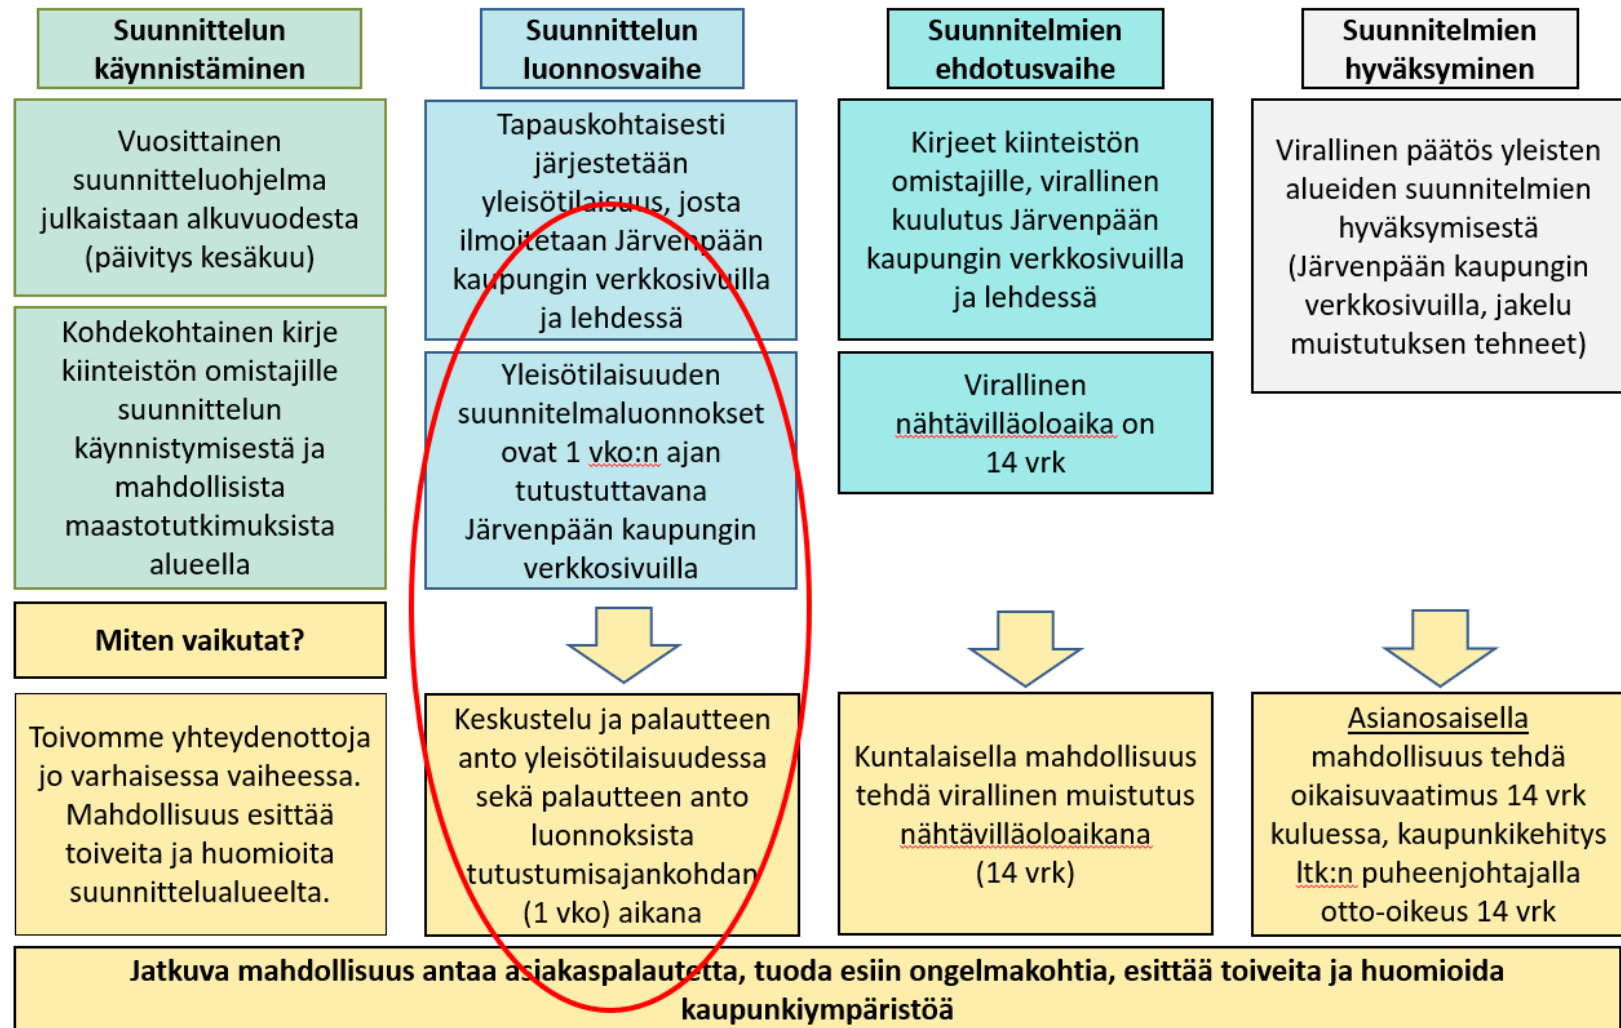 Suunnittelun
käynnistäminen
Vuosittainen
suunnitteluohjelma
julkaistaan alkuvuodesta
(päivitys kesäkuu)
Kohdekohtainen kirje
kiinteistön omistajille
suunnittelun
käynnistymisestä ja
mahdollisista
maastotutkimuksista
alueella
Miten vaikutat?
Toivomme yhteydenottoja
jo varhaisessa vaiheessa.
Mahdollisuus esittää
toiveita ja huomioita
suunnittelualueelta.
Suunnittelun
luonnosvaihe
Tapauskohtaisesti
järjestetään
yleisötilaisuus, josta
ilmoitetaan Järvenpään
kaupungin verkkosivuilla
ja lehdessä
Yleisötilaisuuden
suunnitelmaluonnokset
ovat 1 vko:n ajan
tutustuttavana
Järvenpään kaupungin
verkkosivuilla
Keskustelu ja palautteen
anto yleisötilaisuudessa
sekä palautteen anto
luonnoksista
tutustumisajankohdan
(1 vko) aikana
Suunnitelmien
ehdotusvaihe
Kirjeet kiinteistön
omistajille, virallinen
kuulutus Järvenpään
kaupungin verkkosivuilla
ja lehdessä
Virallinen
nähtävilläoloaika on
14 vrk
Kuntalaisella mahdollisuus
tehdä virallinen muistutus
nähtävilläoloaikana
(14 vrk)
Suunnitelmien
hyväksyminen
Virallinen päätös yleisten
alueiden suunnitelmien
hyväksymisestä
(Järvenpään kaupungin
verkkosivuilla, jakelu
muistutuksen tehneet)
Asianosaisella
mahdollisuus tehdä
oikaisuvaatimus 14 vrk
kuluessa, kaupunkikehitys
ltk:n puheenjohtajalla
otto-oikeus 14 vrk
Jatkuva mahdollisuus antaa asiakaspalautetta, tuoda esiin ongelmakohtia, esittää toiveita ja huomioida
kaupunkiympäristöä